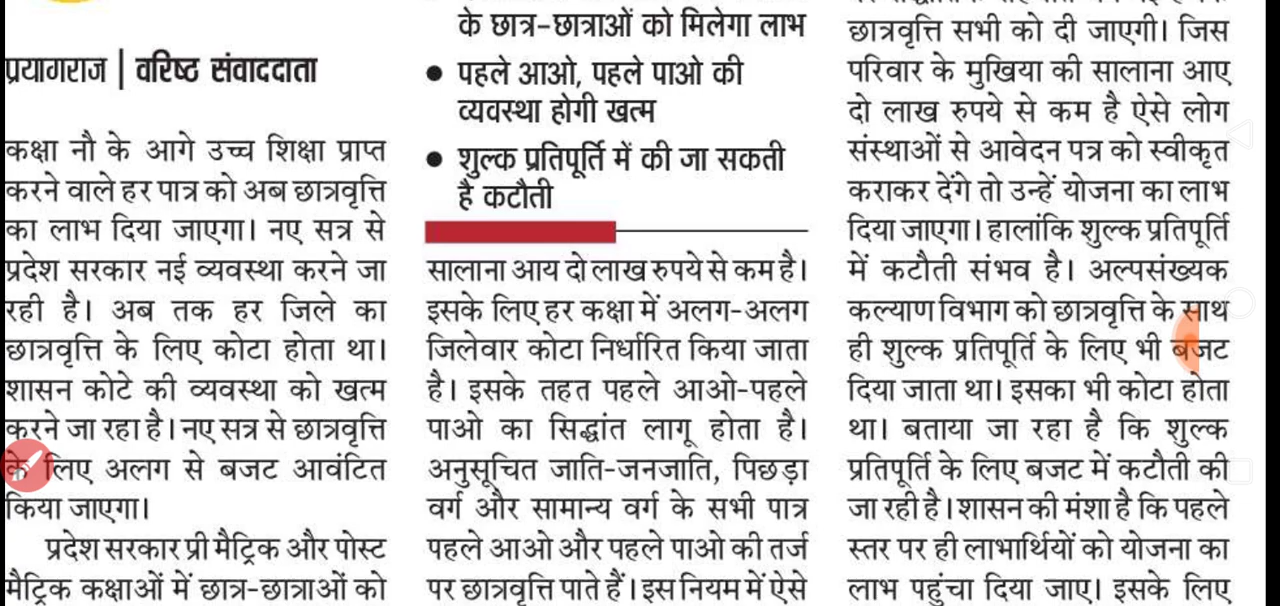 प्रयागराज | वरिष्ठ संवाददाता
कक्षा नौ के आगे उच्च शिक्षा प्राप्त
करने वाले हर पात्र को अब छात्रवृत्ति
का लाभ दिया जाएगा। नए सत्र से
प्रदेश सरकार नई व्यवस्था करने जा
रही है। अब तक हर जिले का
छात्रवृत्ति के लिए कोटा होता था।
शासन कोटे की व्यवस्था को खत्म
करने जा रहा है। नए सत्र से छात्रवृत्ति
के लिए अलग से बजट आवंटित
किया जाएगा।
प्रदेश सरकार प्री मैट्रिक और पोस्ट
मैट्रिक कक्षाओं में छात्र-छात्राओं को
के छात्र-छात्राओं को मिलेगा लाभ
● पहले आओ, पहले पाओ की
व्यवस्था होगी खत्म
● शुल्क प्रतिपूर्ति में की जा सकती
है कटौती
सालाना आय दो लाख रुपये से कम है।
इसके लिए हर कक्षा में अलग-अलग
जिलेवार कोटा निर्धारित किया जाता
है। इसके तहत पहले आओ-पहले
पाओ का सिद्धांत लागू होता है।
अनुसूचित जाति-जनजाति, पिछड़ा
वर्ग और सामान्य वर्ग के सभी पात्र
पहले आओ और पहले पाओ की तर्ज
पर छात्रवृत्ति पाते हैं। इस नियम में ऐसे
छात्रवृत्ति सभी को दी जाएगी। जिस
परिवार के मुखिया की सालाना आए
दो लाख रुपये से कम है ऐसे लोग
संस्थाओं से आवेदन पत्र को स्वीकृत
कराकर देंगे तो उन्हें योजना का लाभ
दिया जाएगा। हालांकि शुल्क प्रतिपूर्ति
में कटौती संभव है। अल्पसंख्यक
कल्याण विभाग को छात्रवृत्ति के साथ
ही शुल्क प्रतिपूर्ति के लिए भी बजट
दिया जाता था। इसका भी कोटा होता
था। बताया जा रहा है कि शुल्क
प्रतिपूर्ति के लिए बजट में कटौती की
जा रही है। शासन की मंशा है कि पहले
स्तर पर ही लाभार्थियों को योजना का
लाभ पहुंचा दिया जाए। इसके लिए